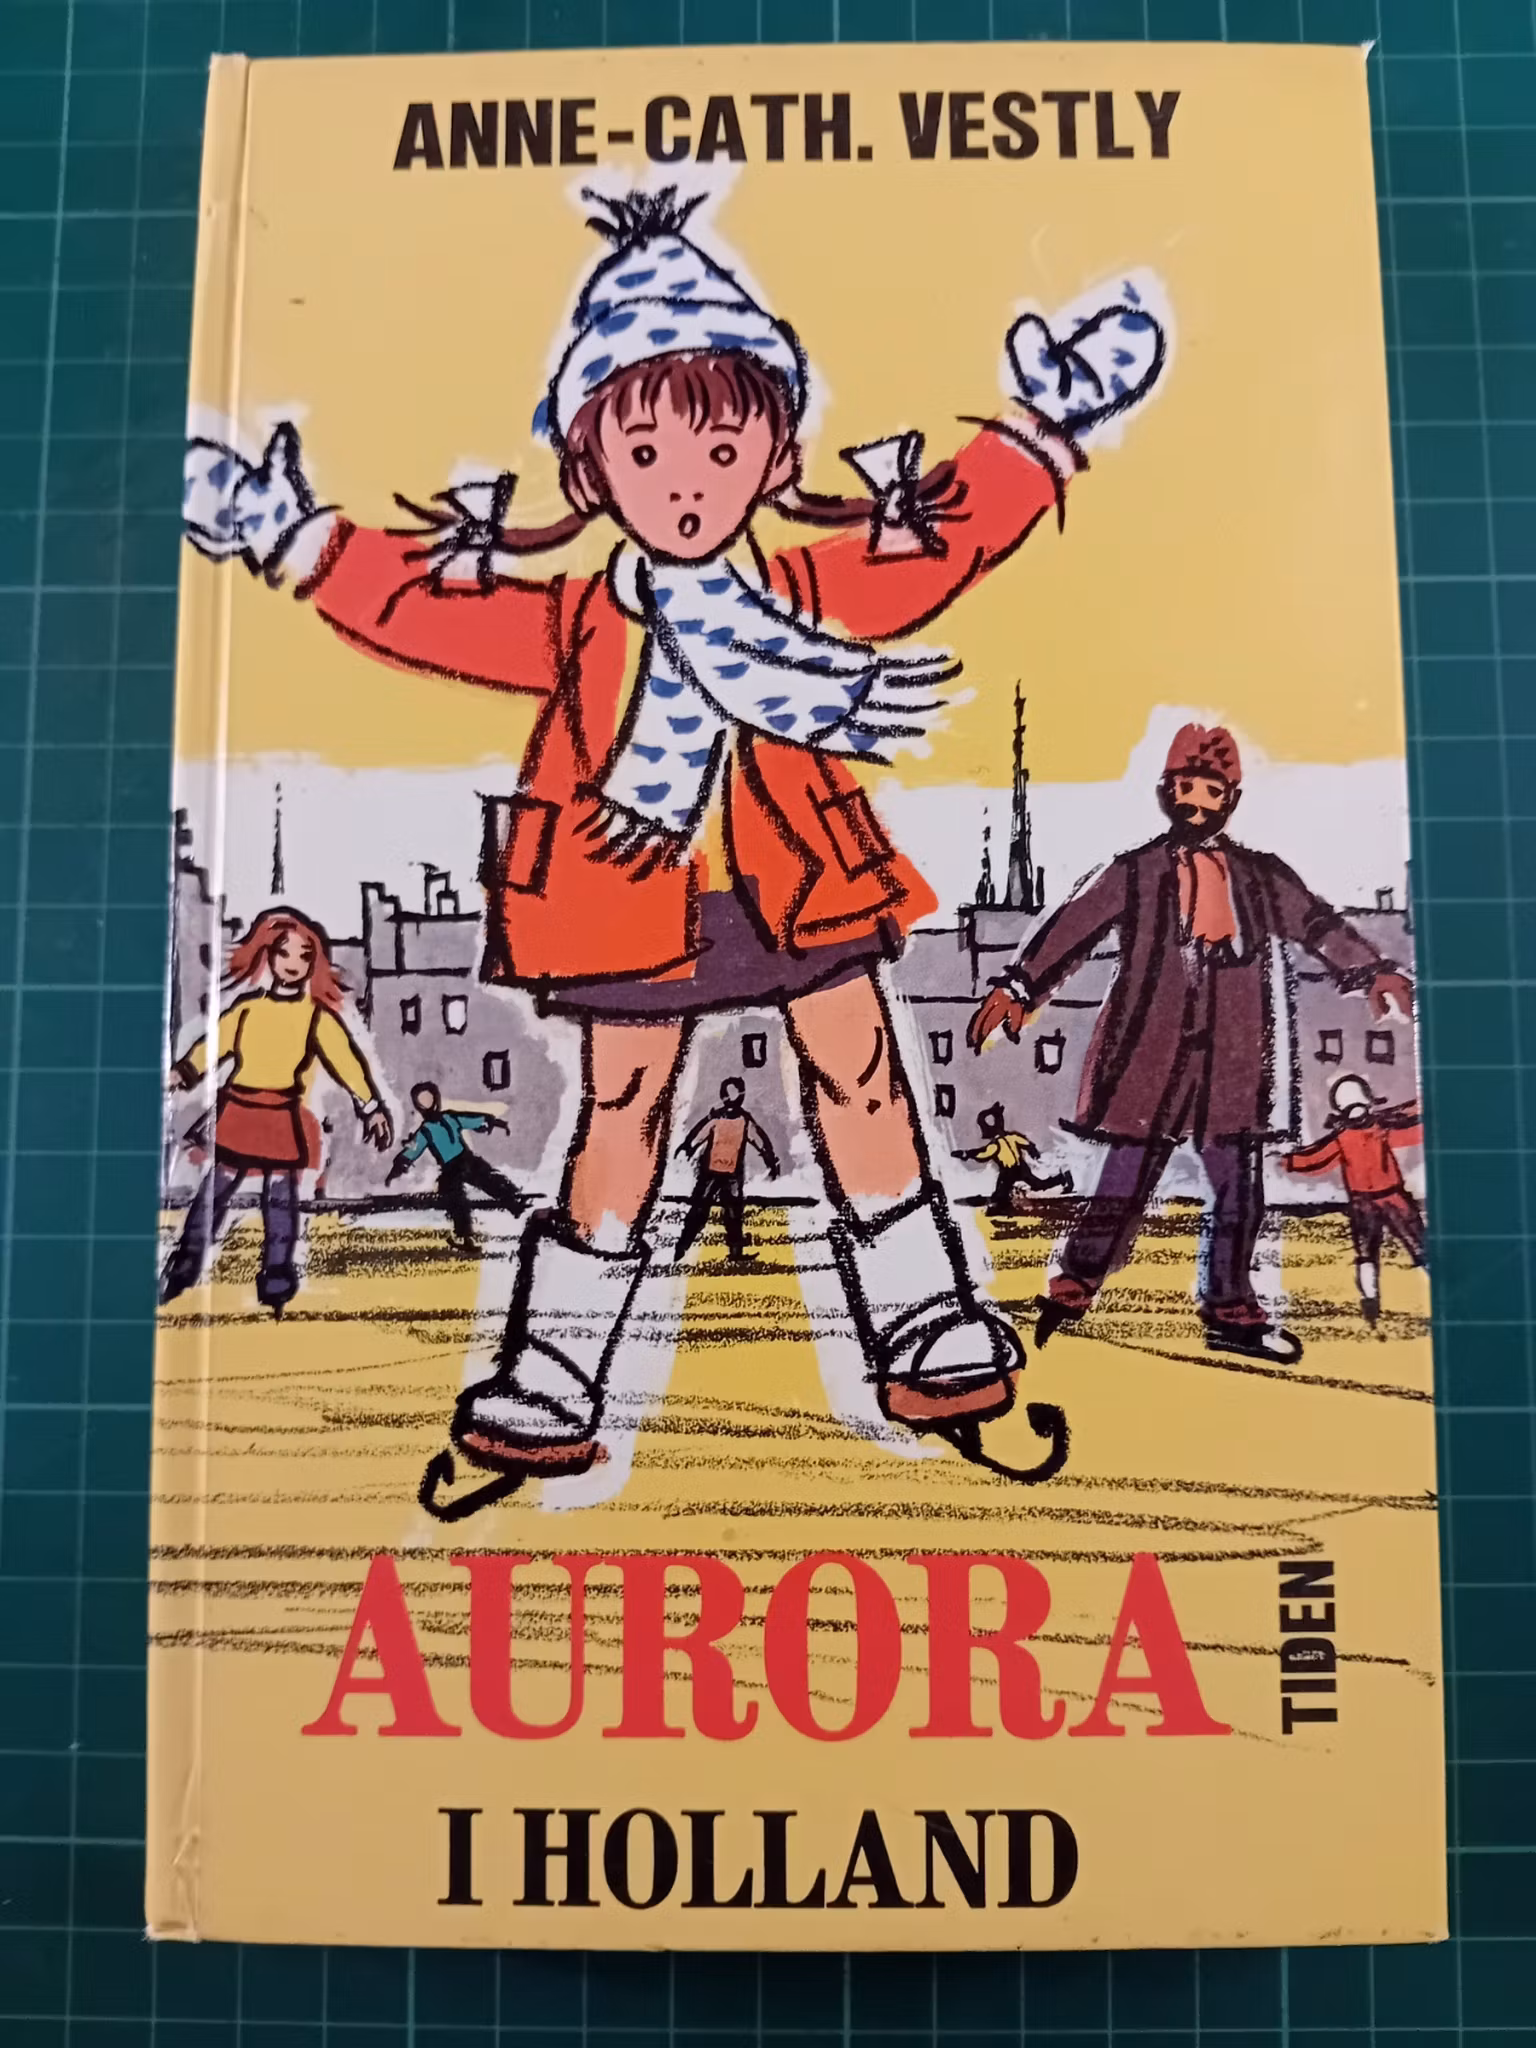 ANNE-CATH. VESTLY
AURORA
TIDEN
I HOLLAND